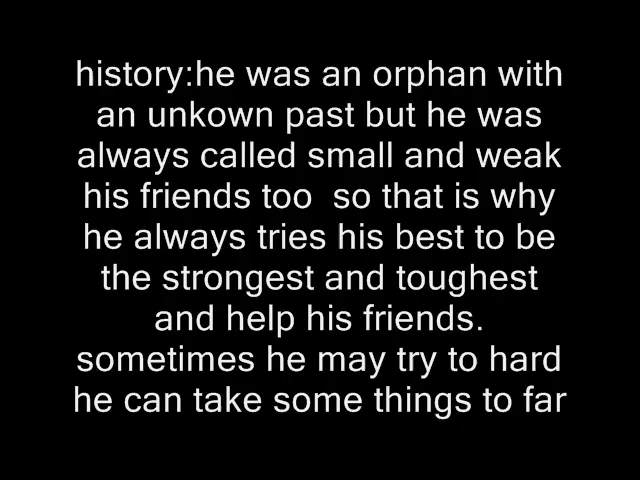 history:he was an orphan with
an unkown past but he was
always called small and weak
his friends too  so that is why
he always tries his best to be
the strongest and toughest
and help his friends.
sometimes he may try to hard
he can take some things to far